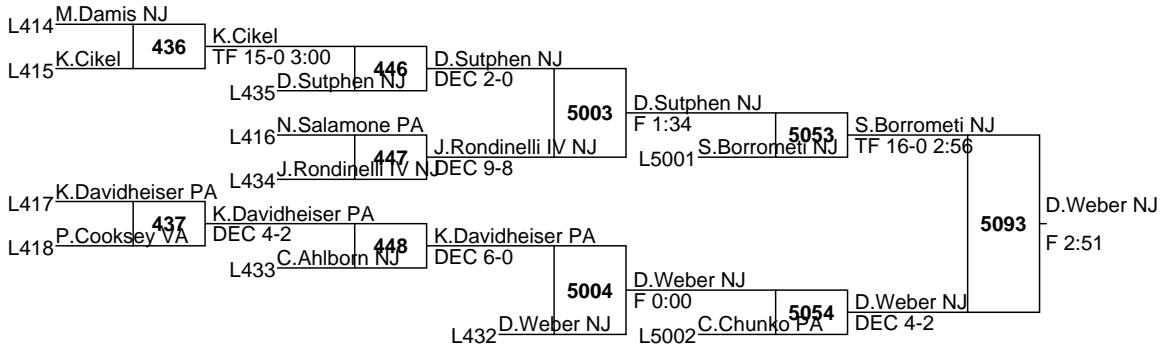 M.Damis NJ
L414
436
K.Cikel
TF 15-0 3:00
K.Cikel
L415
446
D.Sutphen NJ
DEC 2-0
D.Sutphen NJ
L435
5003
D.Sutphen NJ
F 1:34
N.Salamone PA
L416
447
J.Rondinelli IV NJ
DEC 9-8
J.Rondinelli IV NJ
L434
5053
S.Borrometi NJ
TF 16-0 2:56
S.Borrometi NJ
L5001
K.Davidheiser PA
L417
437
K.Davidheiser PA
DEC 4-2
P.Cooksey VA
L418
448
K.Davidheiser PA
DEC 6-0
C.Ahlborn NJ
L433
5004
D.Weber NJ
F 0:00
D.Weber NJ
L432
5054
D.Weber NJ
DEC 4-2
C.Chunko PA
L5002
5093
D.Weber NJ
F 2:51